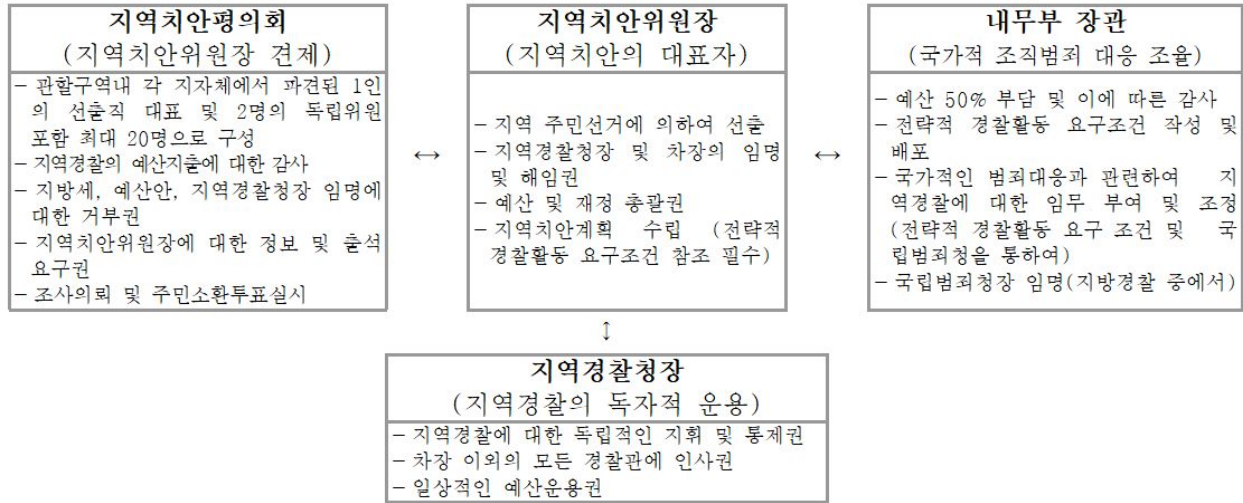 지역치안평의회
(지역치안위원장 견제)
- 관할구역내 각 지자체에서 파견된 1인
의 선출직 대표 및 2명의 독립위원
포함 최대 20명으로 구성
- 지역경찰의 예산지출에 대한 감사
- 지방세, 예산안, 지역경찰청장 임명에
대한 거부권
- 지역치안위원장에 대한 정보 및 출석
요구권
- 조사의뢰 및 주민소환투표실시
↔
지역치안위원장
(지역치안의 대표자)
- 지역 주민선거에 의하여 선출
- 지역경찰청장 및 차장의 임명
및 해임권
- 예산 및 재정 총괄권
- 지역치안계획 수립 (전략적
경찰활동 요구조건 참조 필수)
↔
내무부 장관
(국가적 조직범죄 대응 조율)
- 예산 50% 부담 및 이에 따른 감사
- 전략적 경찰활동 요구조건 작성 및
배포
- 국가적인 범죄대응과 관련하여 지
역경찰에 대한 임무 부여 및 조정
(전략적 경찰활동 요구 조건 및 국
립범죄청을 통하여)
- 국립범죄청장 임명(지방경찰 중에서)
↕
지역경찰청장
(지역경찰의 독자적 운용)
- 지역경찰에 대한 독립적인 지휘 및 통제권
- 차장 이외의 모든 경찰관에 인사권
- 일상적인 예산운용권